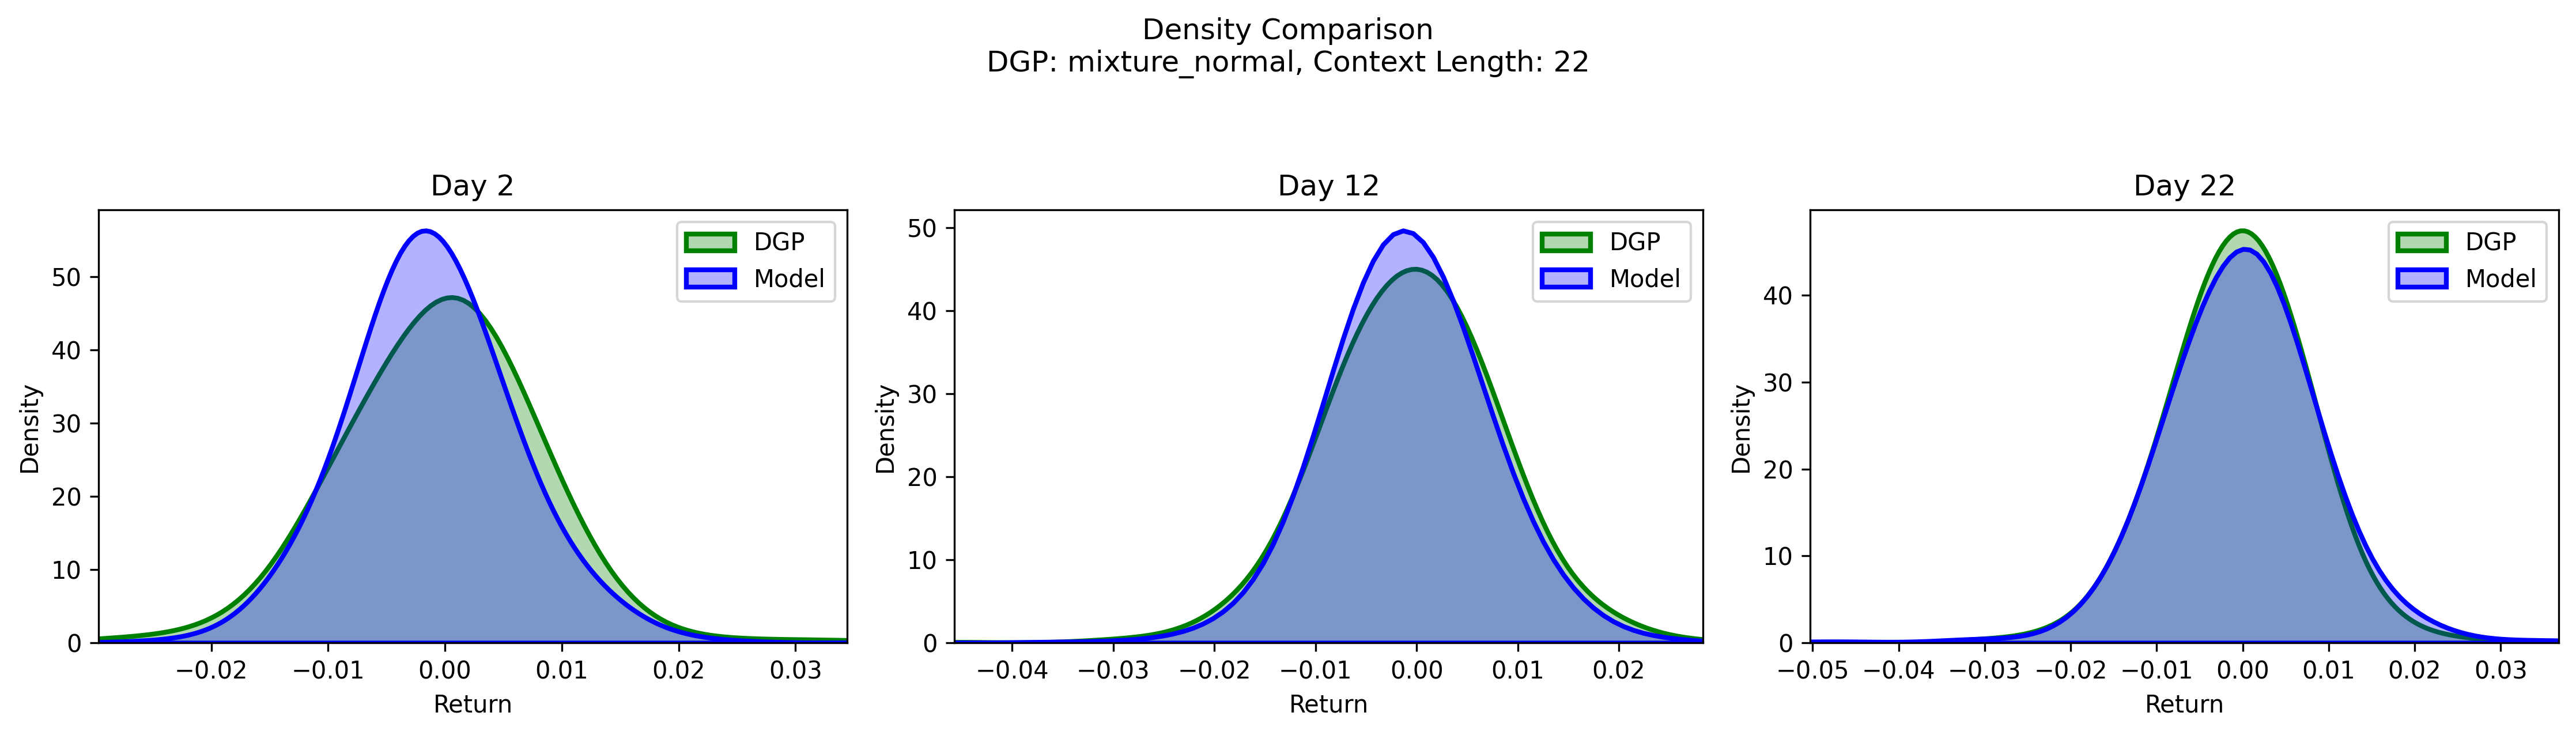 Density Comparison
DGP: mixture_normal, Context Length: 22
Day 2
Density
50
40
30
20
10
0
−0.02
−0.01
0.00
0.01
0.02
0.03
Return
DGP
Model
Day 12
Density
50
40
30
20
10
0
−0.04
−0.03
−0.02
−0.01
0.00
0.01
0.02
Return
DGP
Model
Day 22
Density
40
30
20
10
0
−0.05
−0.04
−0.03
−0.02
−0.01
0.00
0.01
0.02
0.03
Return
DGP
Model